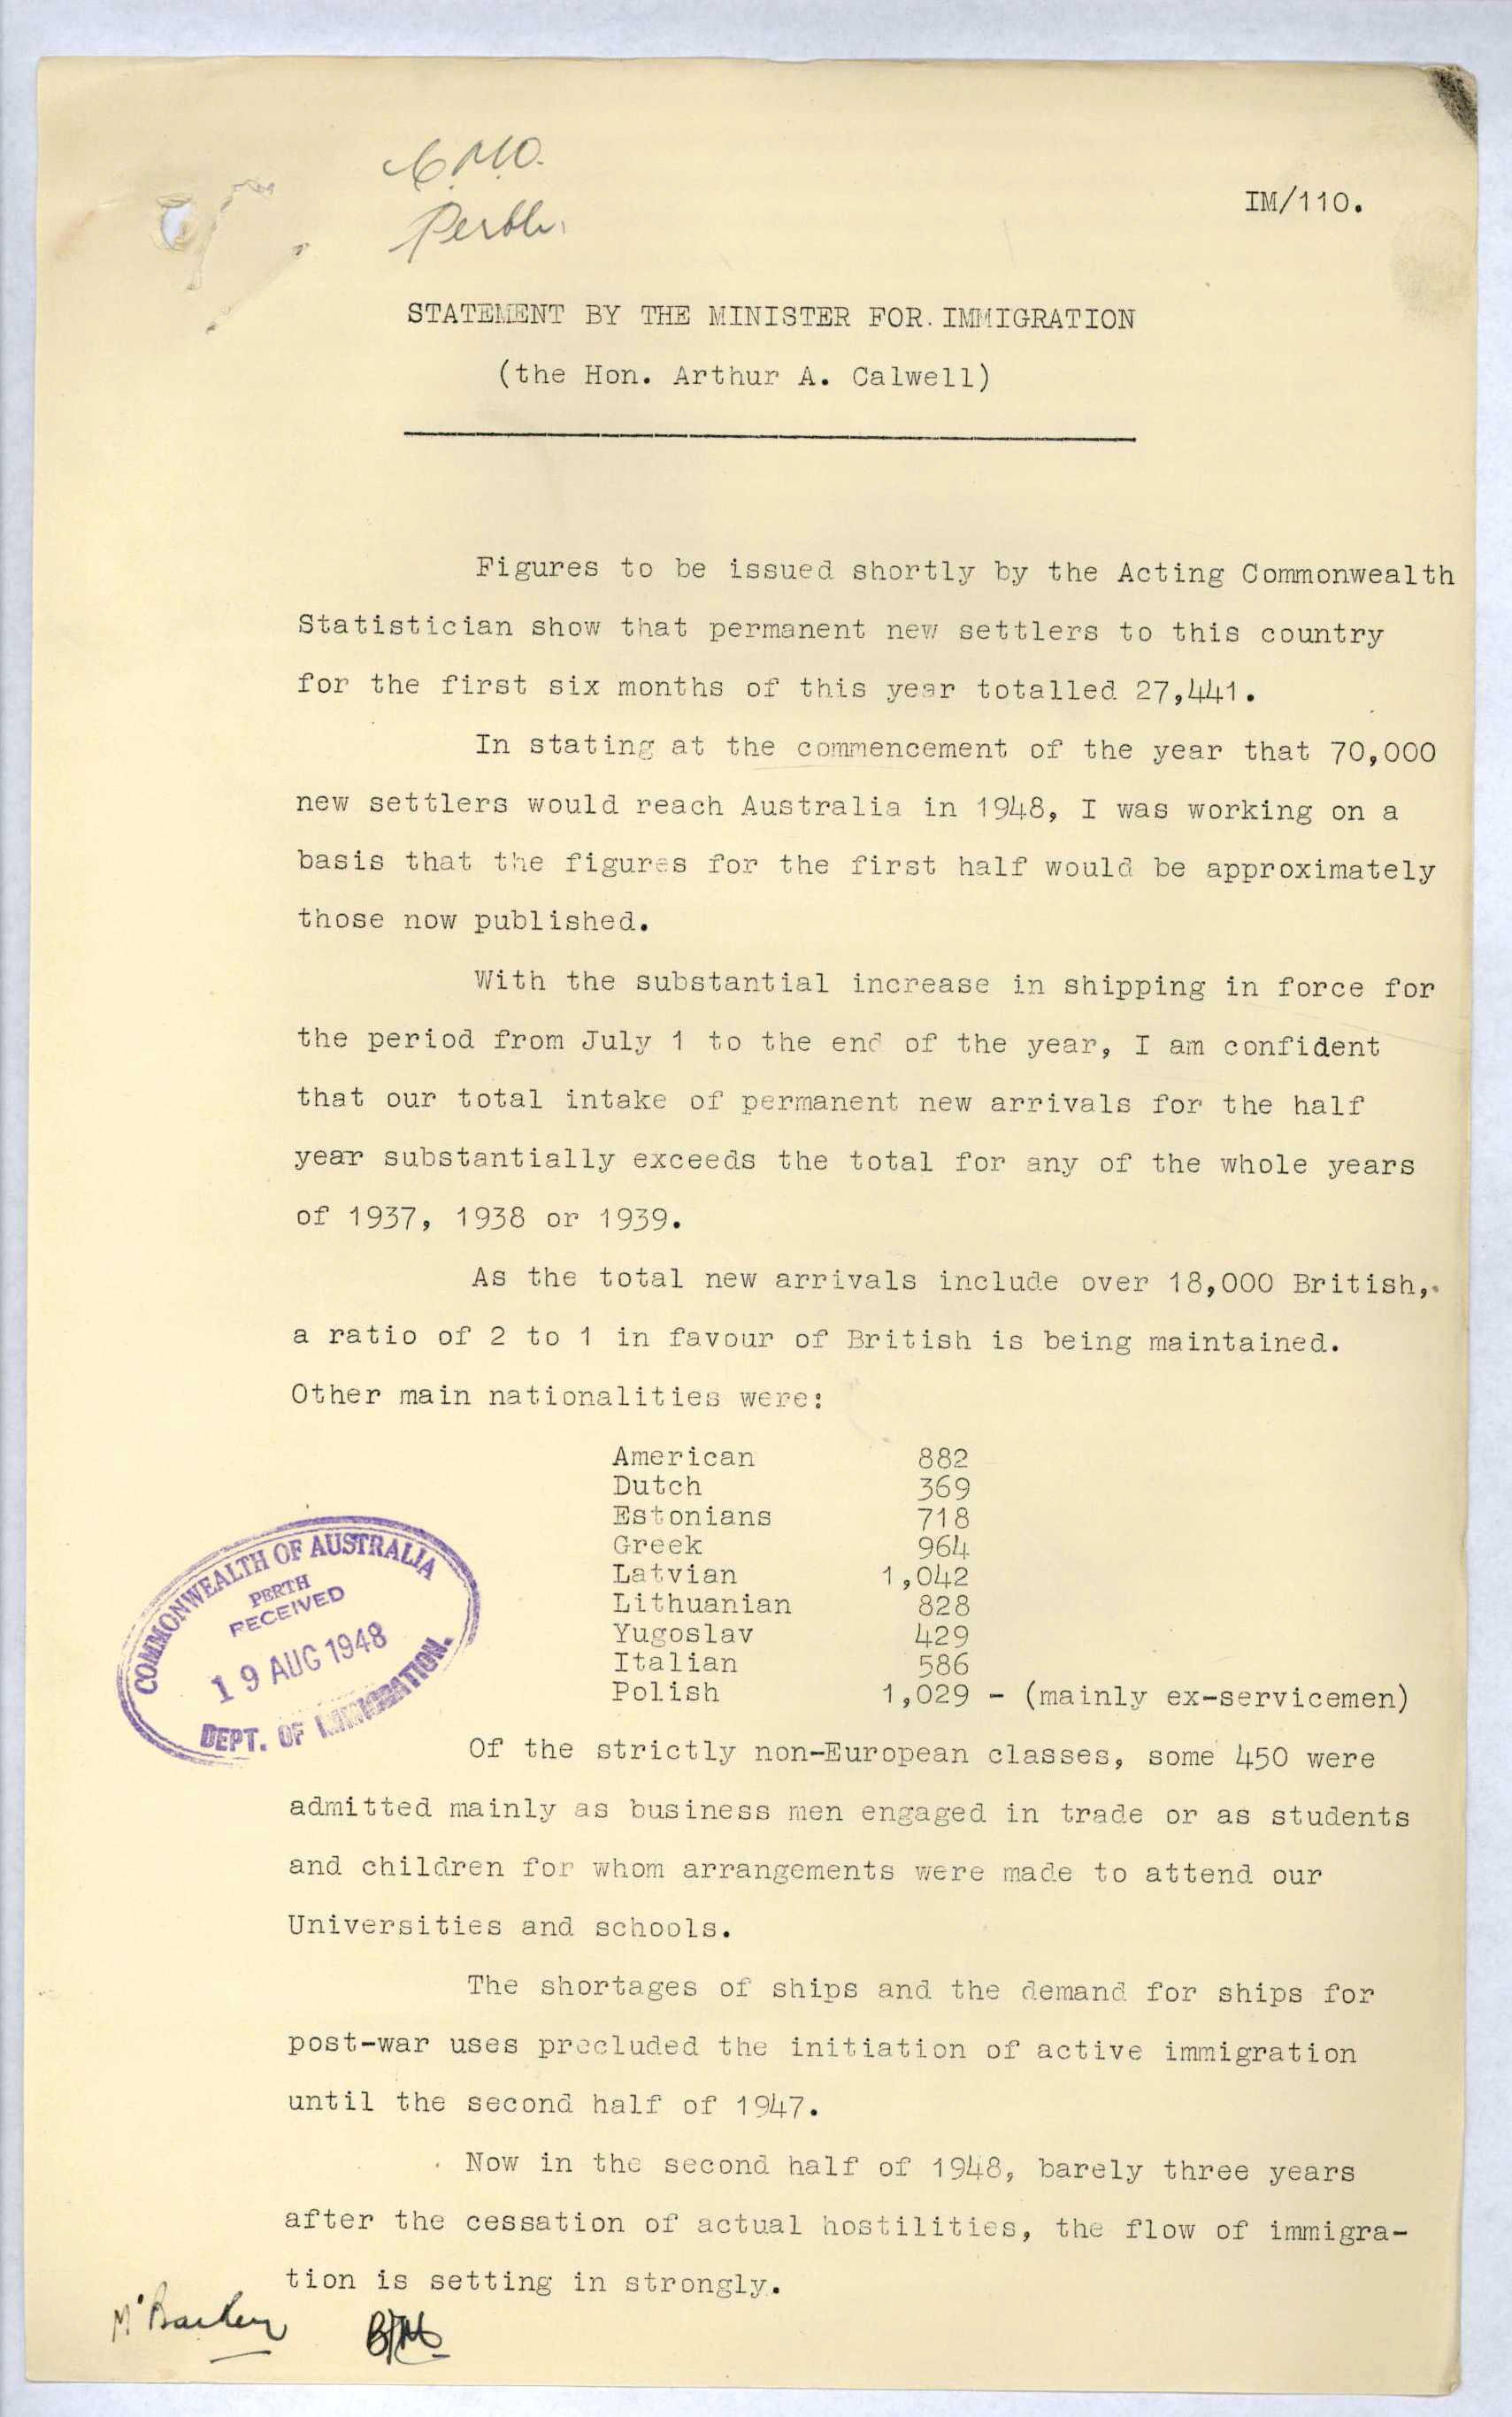 C.M.O.
Perth.
IM/110.
STATEMENT BY THE MINISTER FOR. IMMIGRATION
(the Hon. Arthur A. Calwell)
Figures to be issued shortly by the Acting Commonwealth
Statistician show that permanent new settlers to this country
for the first six months of this year totalled 27,441.
In stating at the commencement of the year that 70,000
new settlers would reach Australia in 1948, I was working on a
basis that the figures for the first half would be approximately
those now published.
With the substantial increase in shipping in force for
the period from July 1 to the end of the year, I am confident
that our total intake of permanent new arrivals for the half
year substantially exceeds the total for any of the whole years
of 1937, 1938 or 1939.
As the total new arrivals include over 18,000 British,
a ratio of 2 to 1 in favour of British is being maintained.
Other main nationalities were:
American 882
Dutch 369
Estonians 718
Greek 964
Latvian 1,042
Lithuanian 828
Yugoslav 429
Italian 586
Polish 1,029 - (mainly ex-servicemen)
COMMONWEALTH OF AUSTRALIA
PERTH
RECEIVED
19 AUG 1948
DEPT. OF IMMIGRATION.
Of the strictly non-European classes, some 450 were
admitted mainly as business men engaged in trade or as students
and children for whom arrangements were made to attend our
Universities and schools.
The shortages of ships and the demand for ships for
post-war uses precluded the initiation of active immigration
until the second half of 1947.
Now in the second half of 1948, barely three years
after the cessation of actual hostilities, the flow of immigra-
tion is setting in strongly.